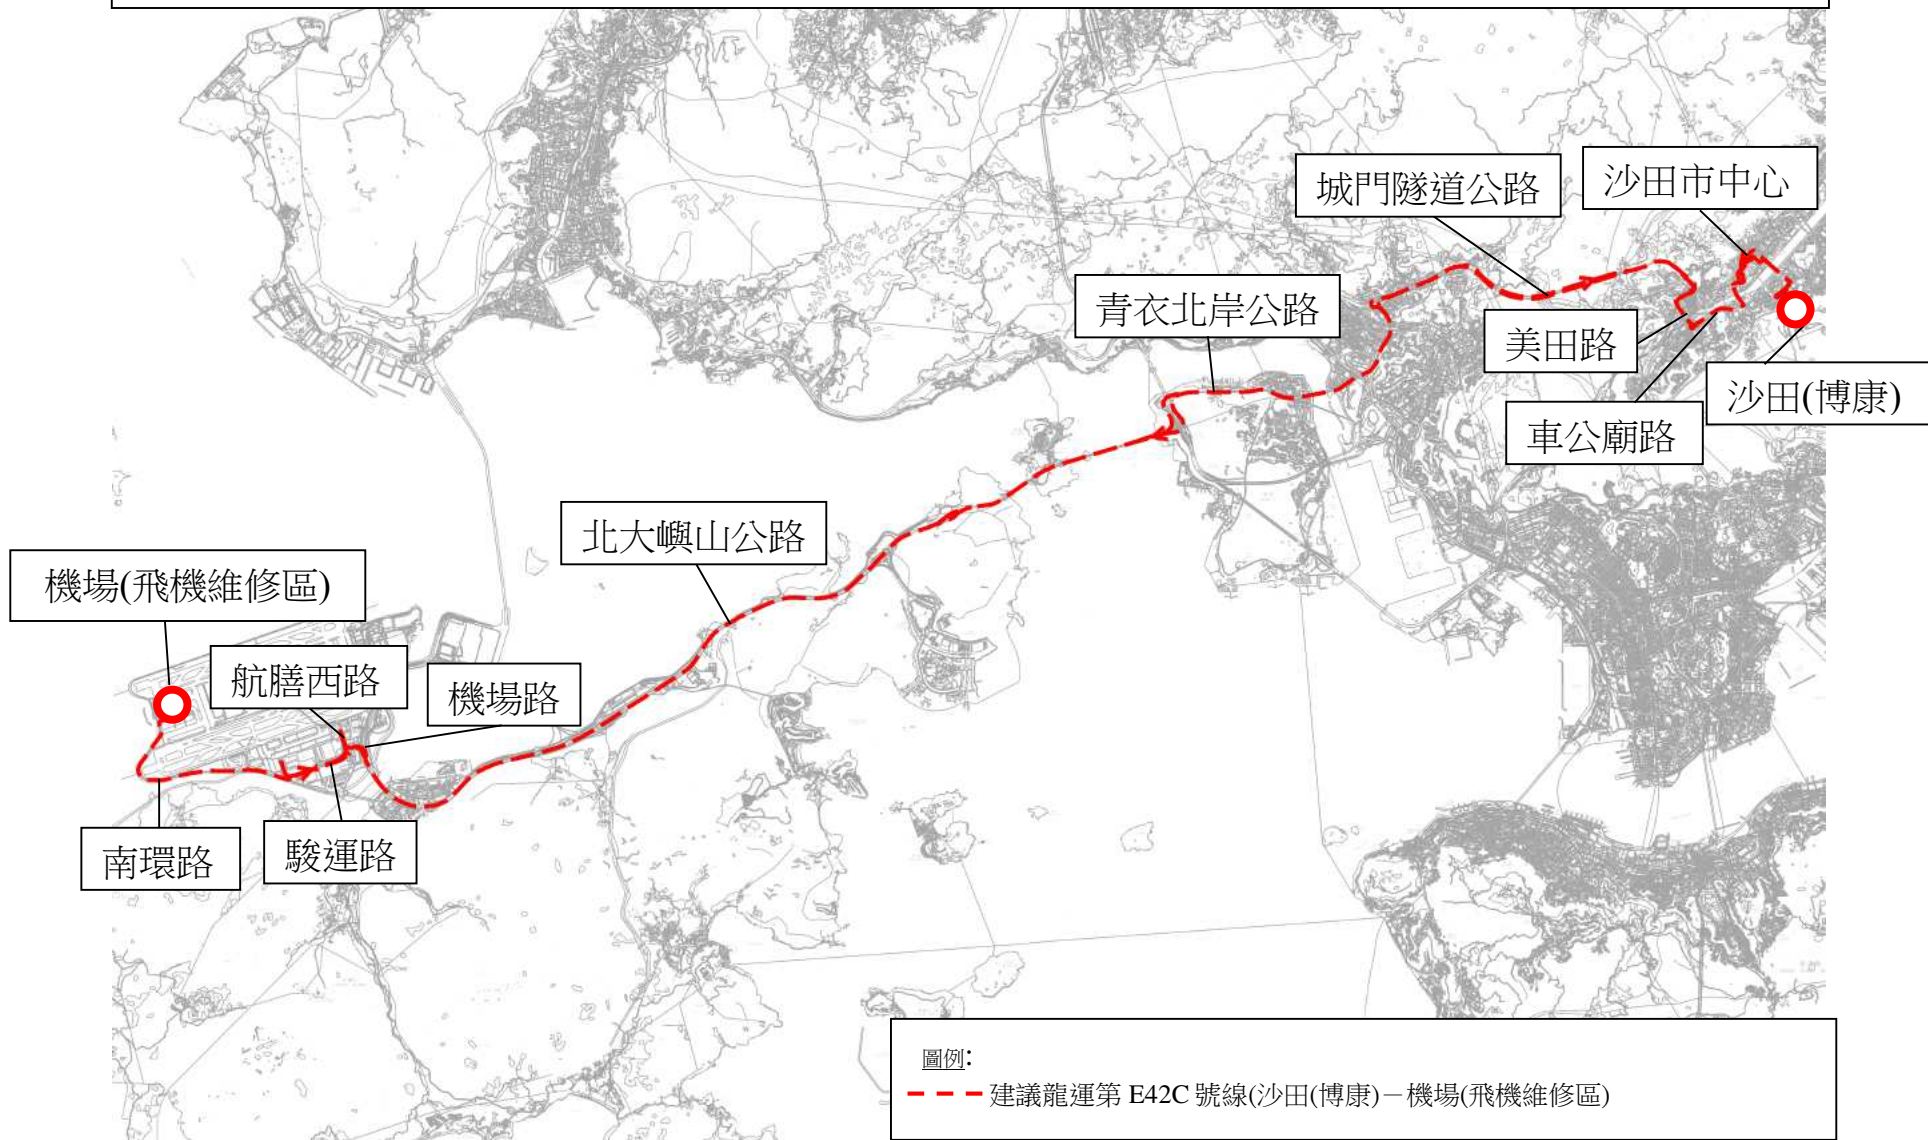 沙田市中心
城門隧道公路
青衣北岸公路
美田路
沙田(博康)
車公廟路
北大嶼山公路
機場(飛機維修區)
航膳西路
機場路
南環路
駿運路
圖例:
建議龍運第 E42C 號線(沙田(博康)－機場(飛機維修區)